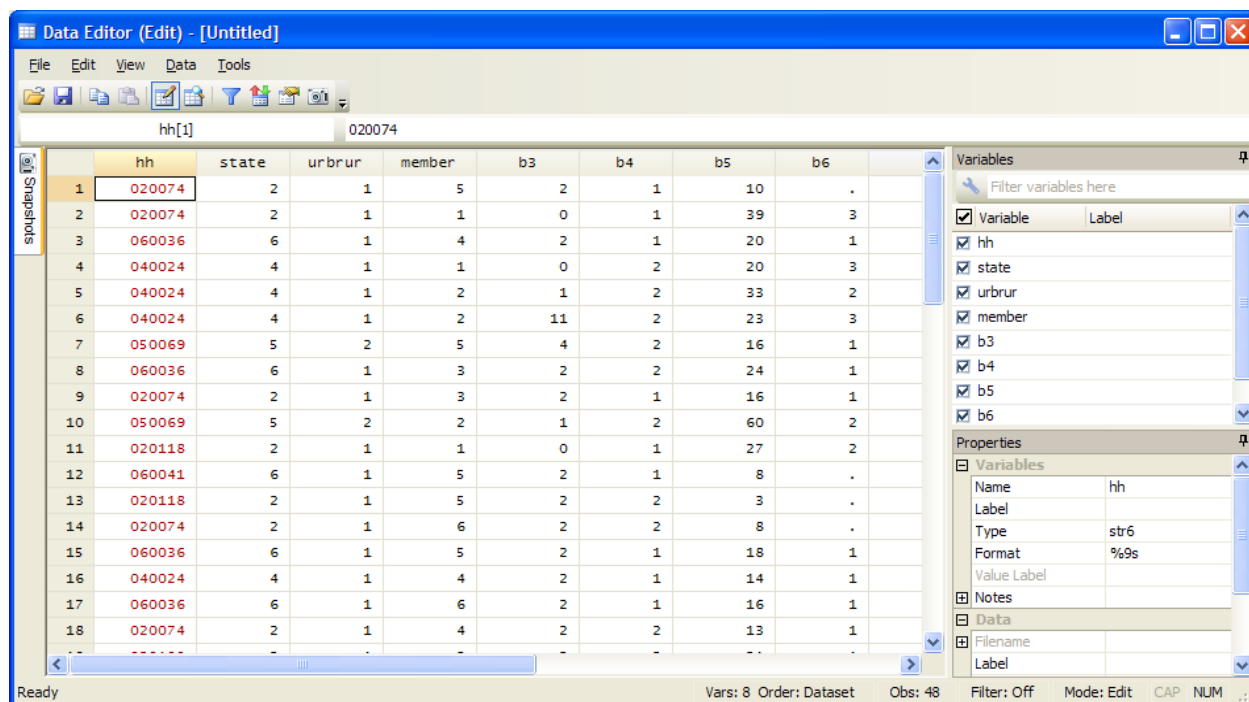 Data Editor (Edit) - [Untitled]
File Edit View Data Tools
hh[1] 020074
Snapshots
hh state urbrur member b3 b4 b5 b6
1 020074 2 1 5 2 1 10 .
2 020074 2 1 1 0 1 39 3
3 060036 6 1 4 2 1 20 1
4 040024 4 1 1 0 2 20 3
5 040024 4 1 2 1 2 33 2
6 040024 4 1 2 11 2 23 3
7 050069 5 2 5 4 2 16 1
8 060036 6 1 3 2 2 24 1
9 020074 2 1 3 2 1 16 1
10 050069 5 2 2 1 2 60 2
11 020118 2 1 1 0 1 27 2
12 060041 6 1 5 2 1 8 .
13 020118 2 1 5 2 2 3 .
14 020074 2 1 6 2 2 8 .
15 060036 6 1 5 2 1 18 1
16 040024 4 1 4 2 1 14 1
17 060036 6 1 6 2 1 16 1
18 020074 2 1 4 2 2 13 1
Variables
Filter variables here
Variable Label
hh
state
urbrur
member
b3
b4
b5
b6
Properties
Variables
Name hh
Label
Type str6
Format %9s
Value Label
Notes
Data
Filename
Label
Ready Vars: 8 Order: Dataset Obs: 48 Filter: Off Mode: Edit CAP NUM